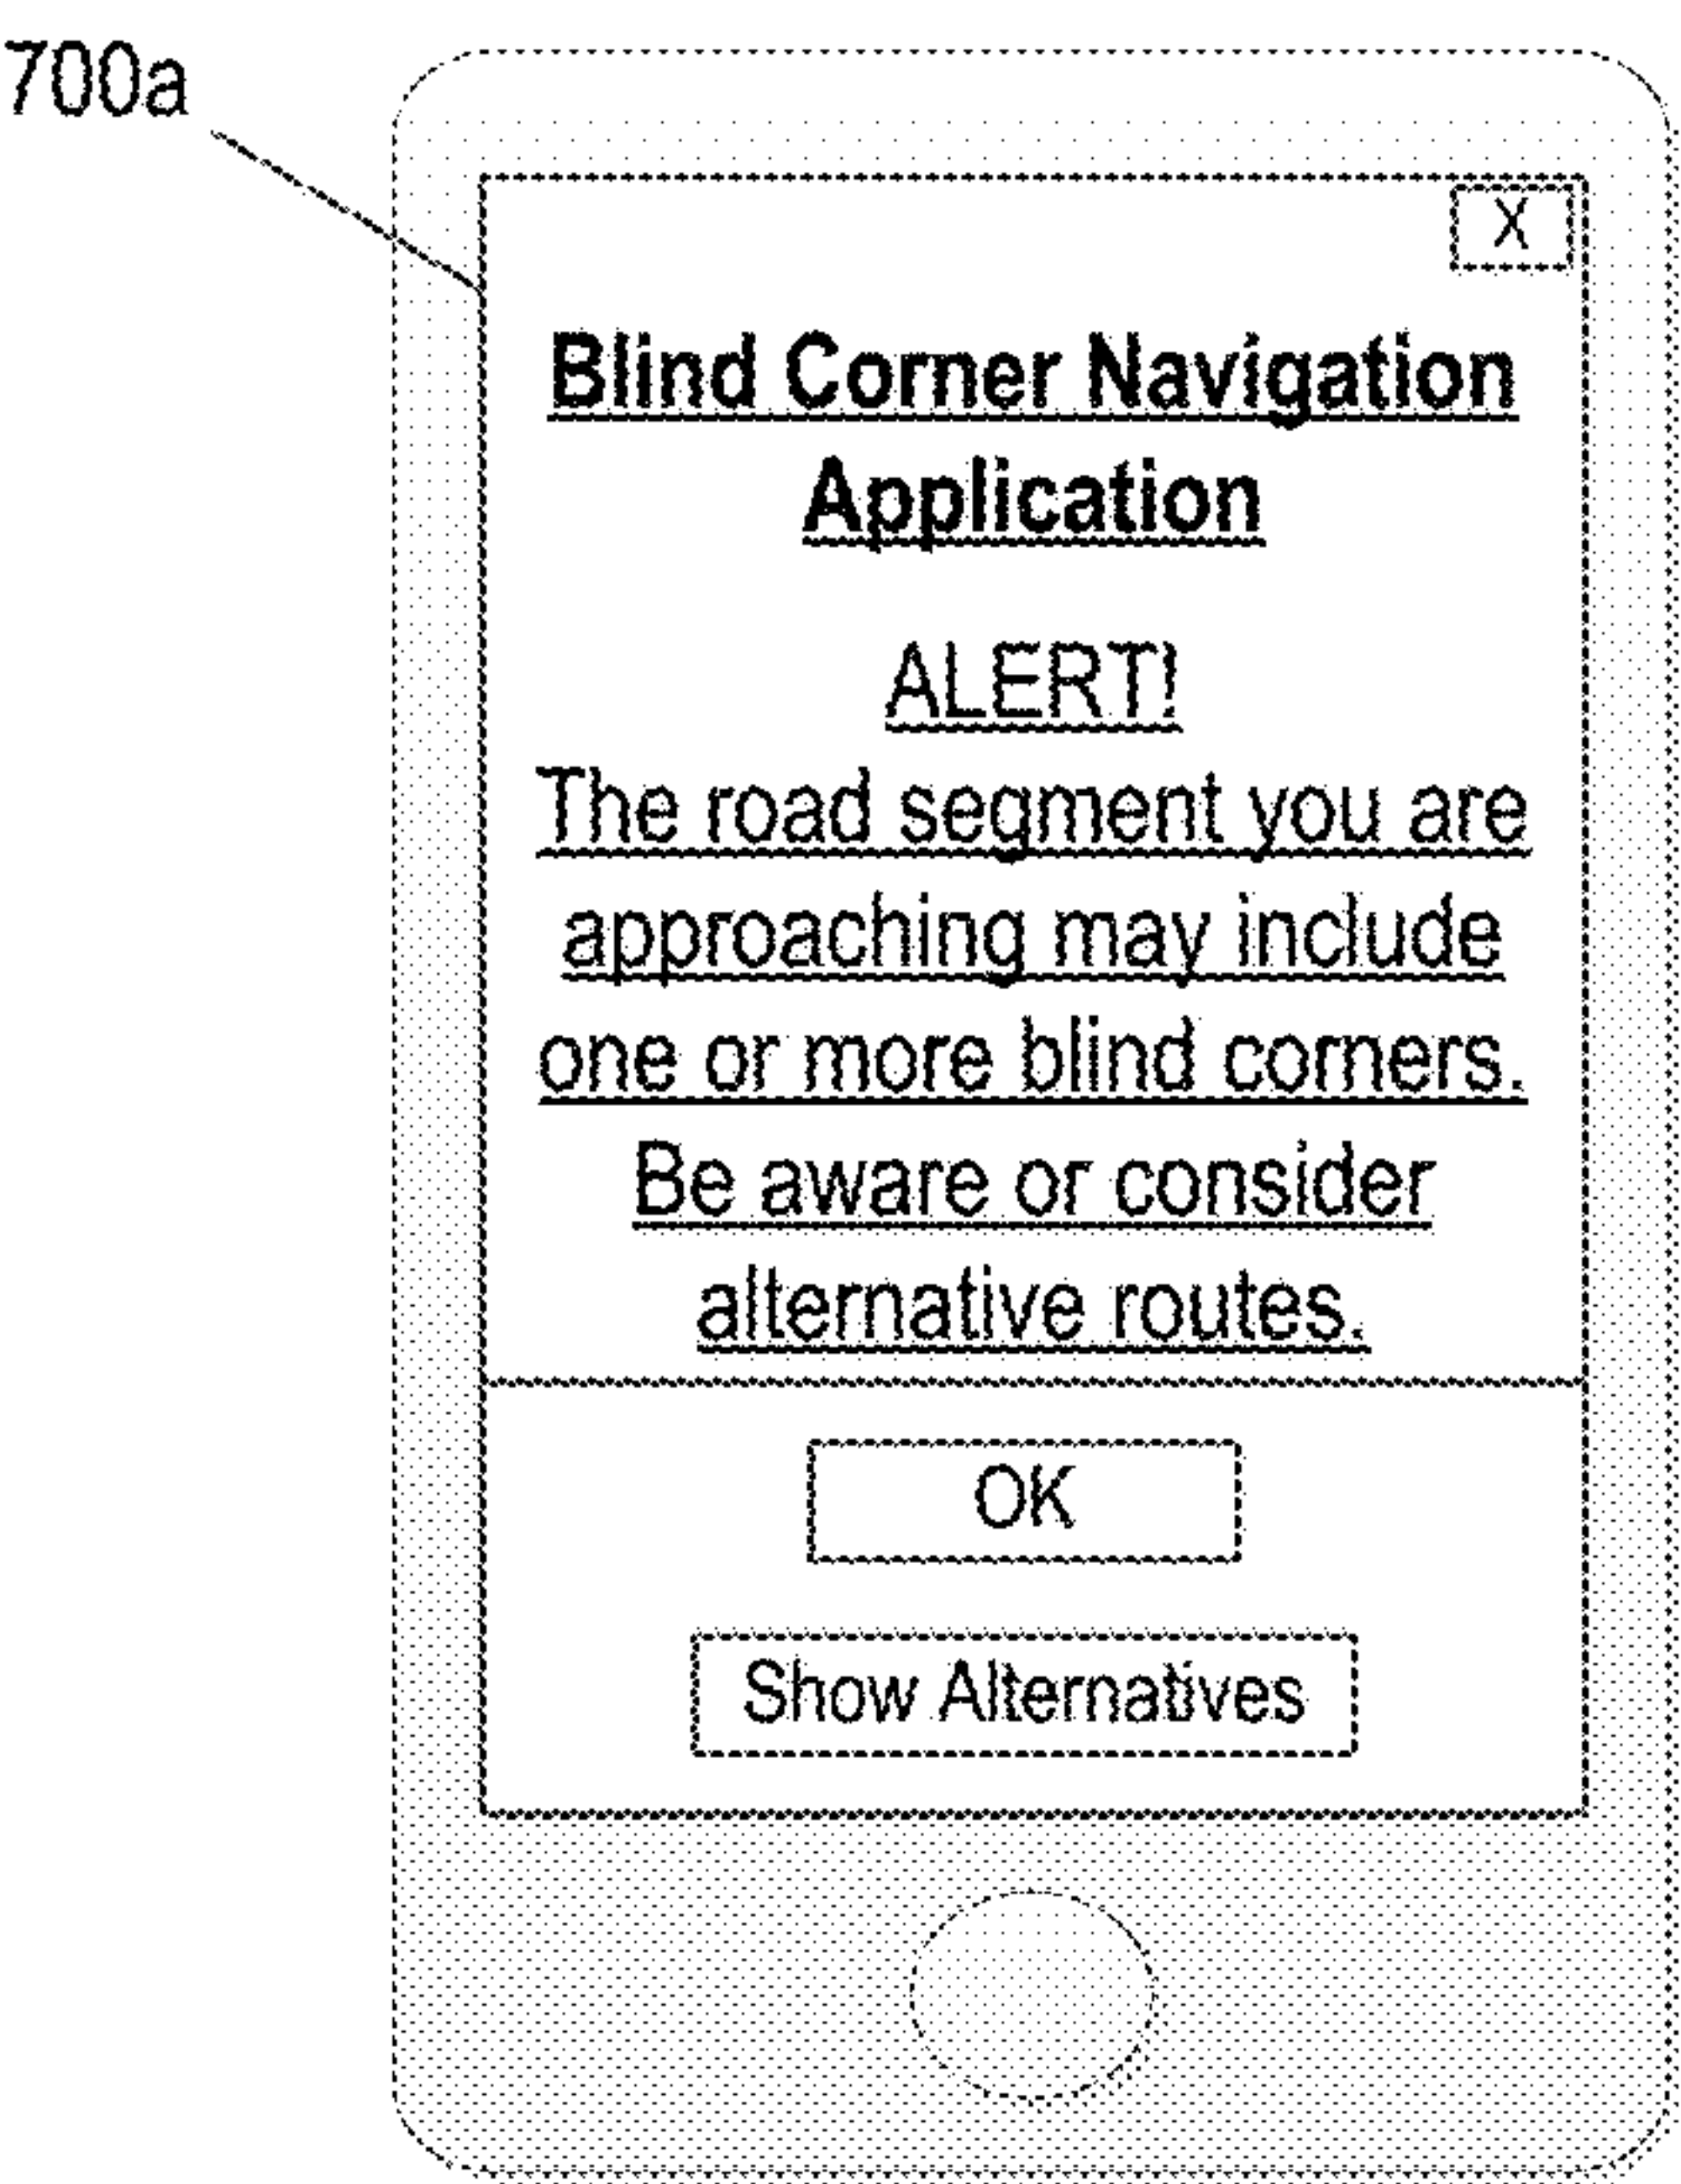 700a
X
Blind Corner Navigation
Application
ALERT!
The road segment you are
approaching may include
one or more blind corners.
Be aware or consider
alternative routes.
OK
Show Alternatives